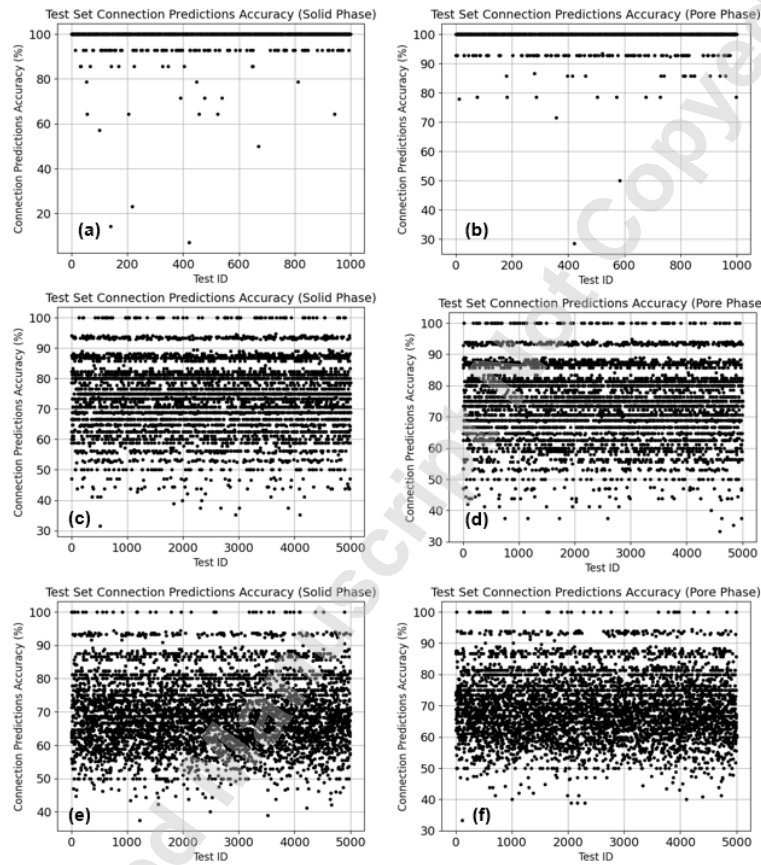 Test Set Connection Predictions Accuracy (Solid Phase)
Connection Predictions Accuracy (%)
100
80
60
40
20
(a)
0 200 400 600 800 1000
Test ID
Test Set Connection Predictions Accuracy (Pore Phase)
Connection Predictions Accuracy (%)
100
90
80
70
60
50
40
30
(b)
0 200 400 600 800 1000
Test ID
Test Set Connection Predictions Accuracy (Solid Phase)
Connection Predictions Accuracy (%)
100
90
80
70
60
50
40
30
(c)
0 1000 2000 3000 4000 5000
Test ID
Test Set Connection Predictions Accuracy (Pore Phase)
Connection Predictions Accuracy (%)
100
90
80
70
60
50
40
30
(d)
0 1000 2000 3000 4000 5000
Test ID
Test Set Connection Predictions Accuracy (Solid Phase)
Connection Predictions Accuracy (%)
100
90
80
70
60
50
40
(e)
0 1000 2000 3000 4000 5000
Test ID
Test Set Connection Predictions Accuracy (Pore Phase)
Connection Predictions Accuracy (%)
100
90
80
70
60
50
40
30
(f)
0 1000 2000 3000 4000 5000
Test ID
ed Manuscript Not Copyed